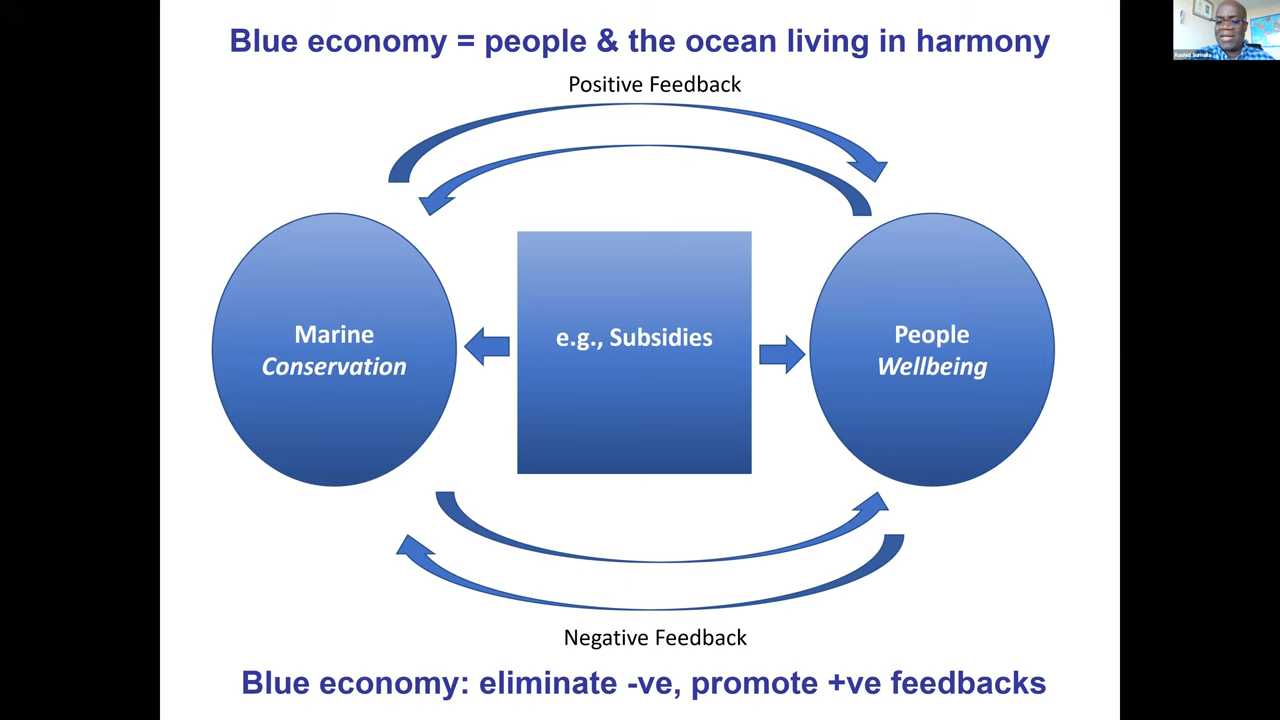 Blue economy = people & the ocean living in harmony
Positive Feedback
Marine
Conservation
e.g., Subsidies
People
Wellbeing
Negative Feedback
Blue economy: eliminate -ve, promote +ve feedbacks
Rashid